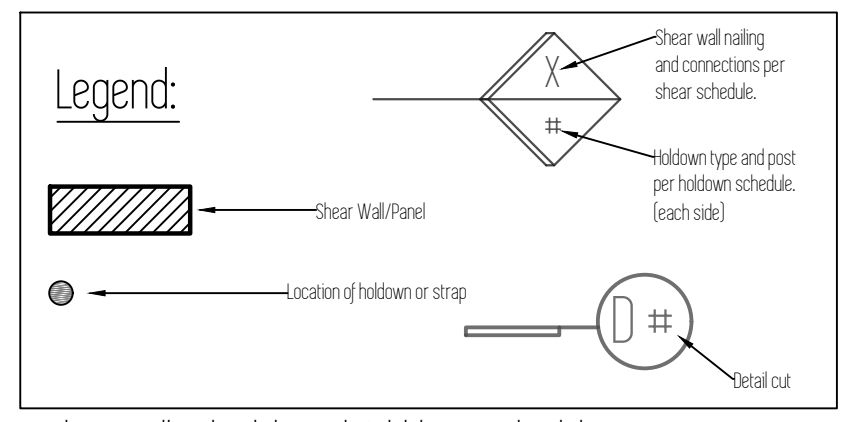 Legend:
X
Shear wall nailing
and connections per
shear schedule.
#
Holdown type and post
per holdown schedule.
(each side)
Shear Wall/Panel
Location of holdown or strap
D #
Detail cut